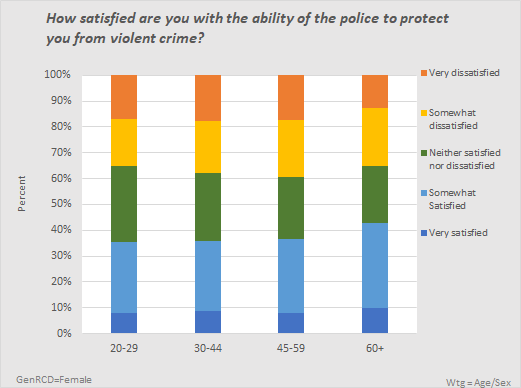 How satisfied are you with the ability of the police to protect
you from violent crime?
100%
90%
80%
70%
60%
50%
40%
30%
20%
10%
0%
Percent
20-29
30-44
45-59
60+
Very dissatisfied
Somewhat
dissatisfied
Neither satisfied
nor dissatisfied
Somewhat
Satisfied
Very satisfied
GenRCD=Female
Wtg = Age/Sex